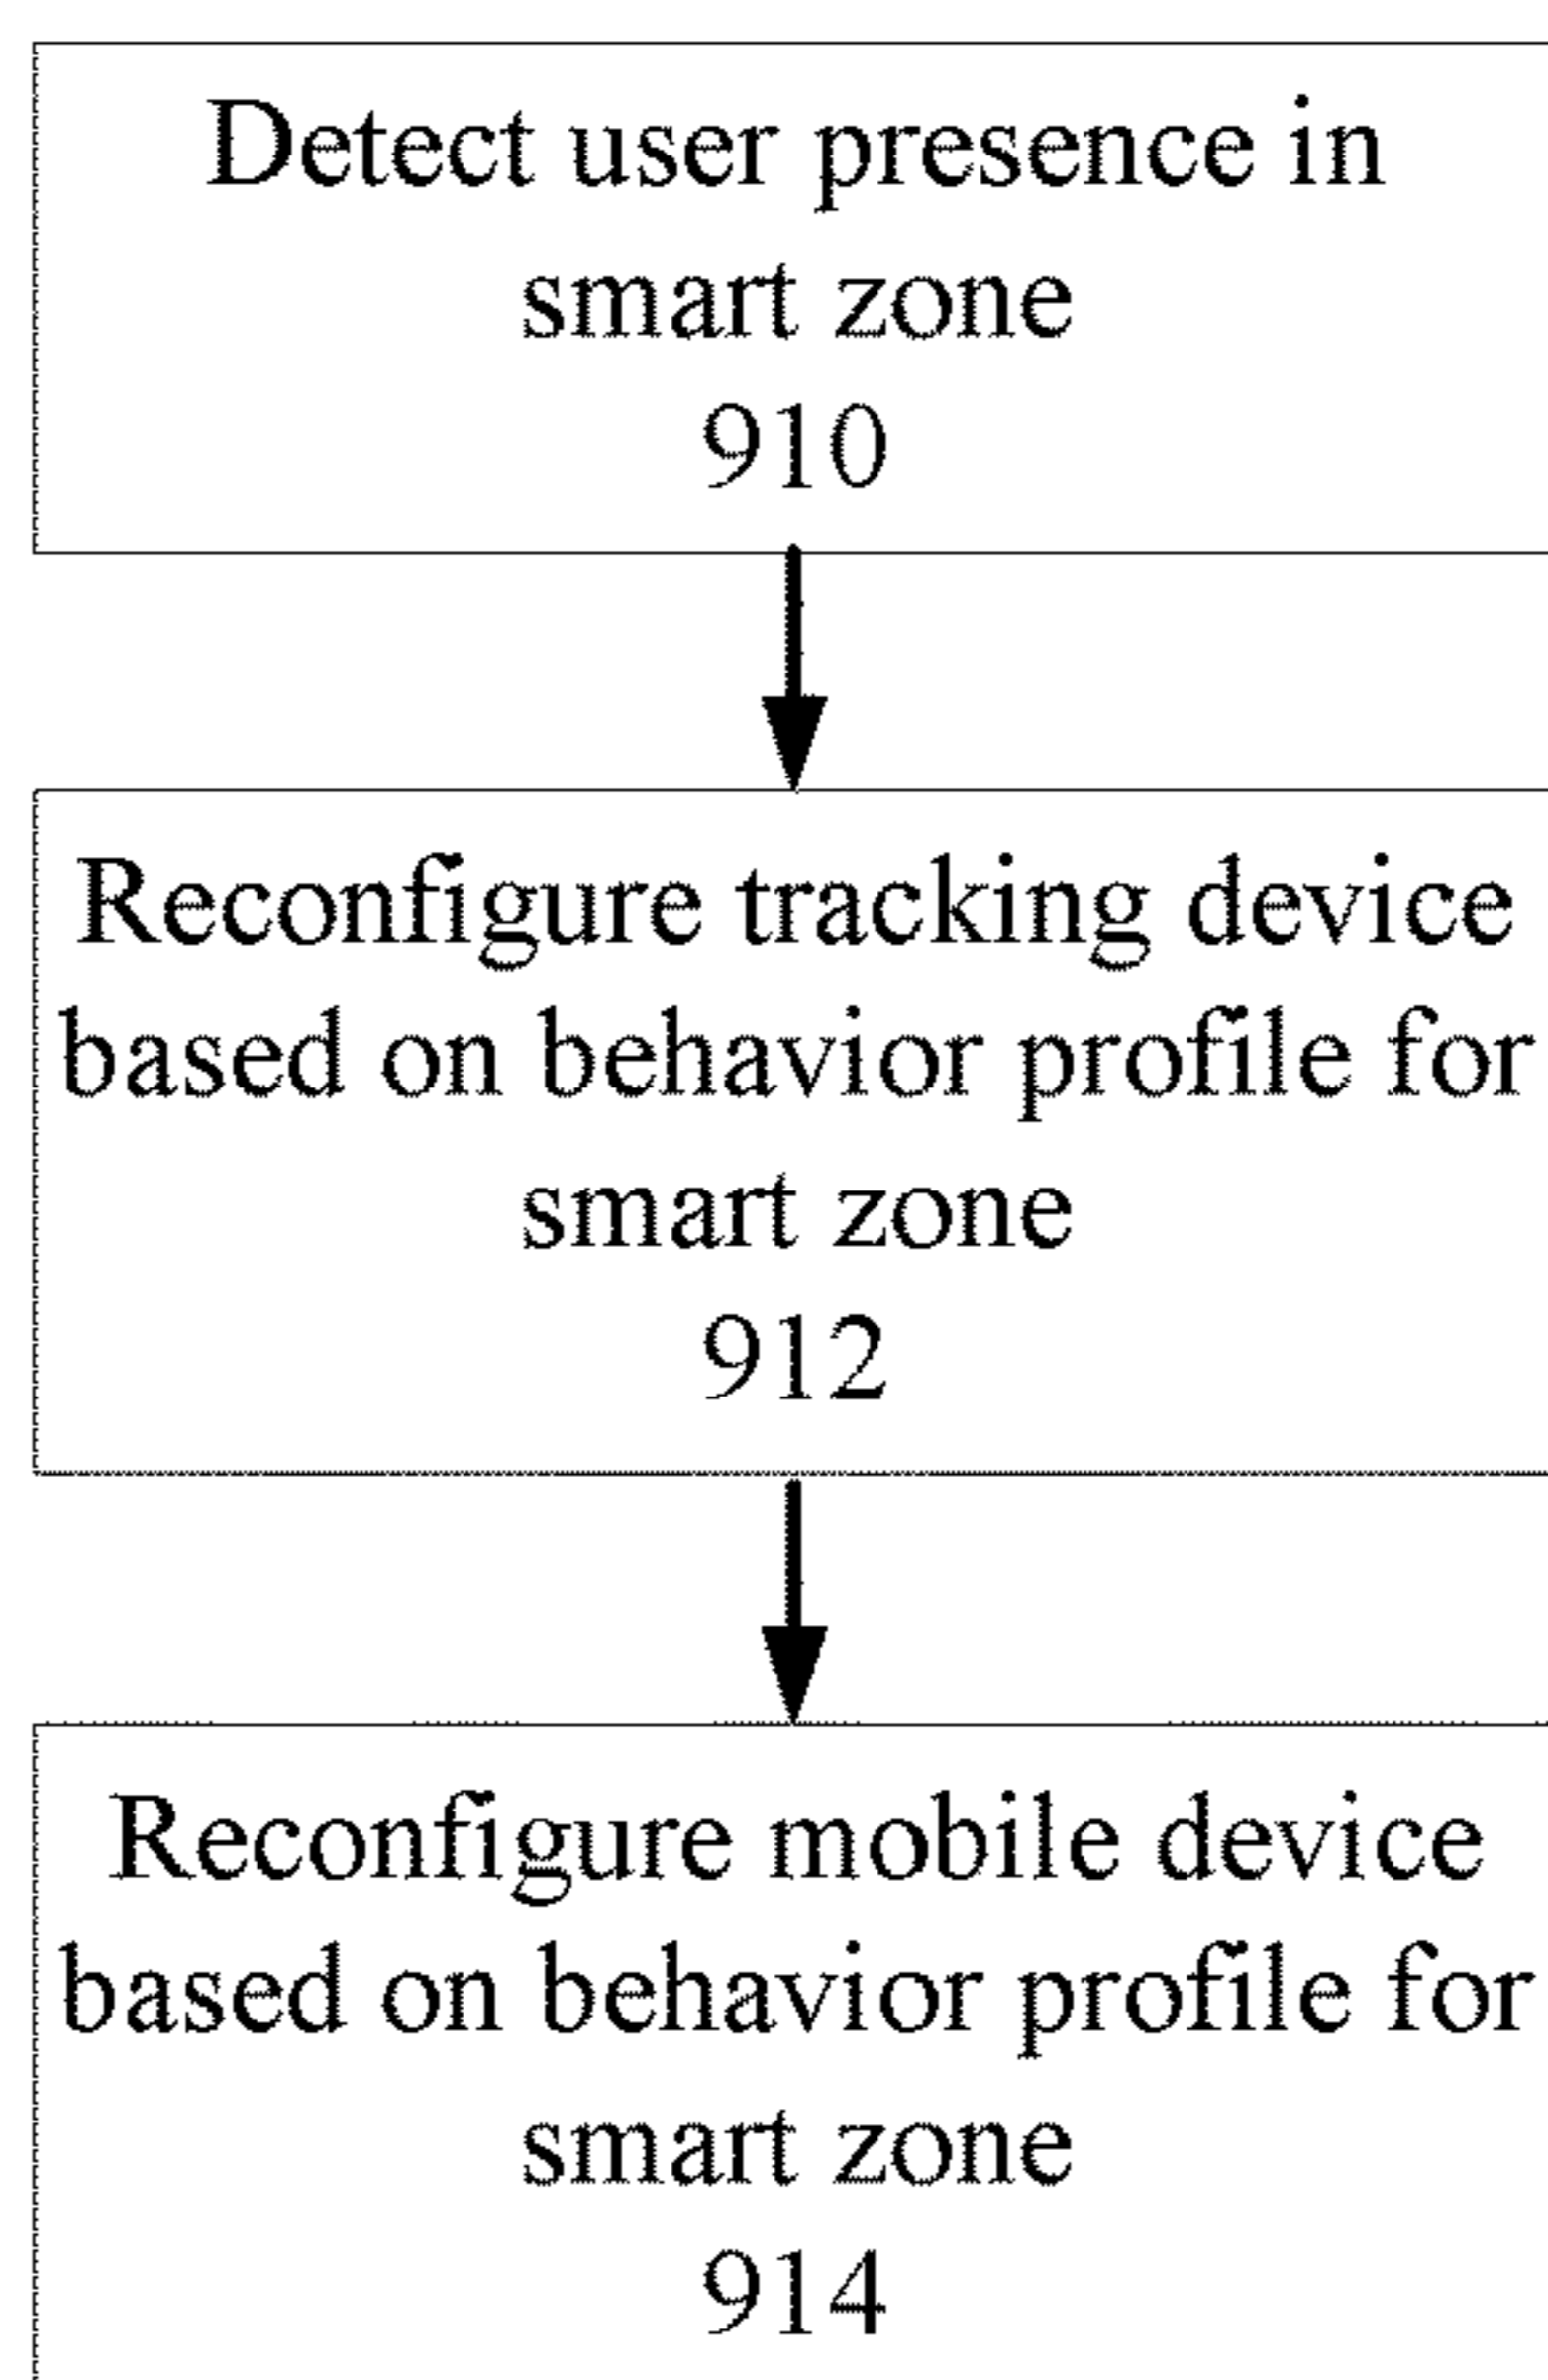 Detect user presence in
smart zone
910
Reconfigure tracking device
based on behavior profile for
smart zone
912
Reconfigure mobile device
based on behavior profile for
smart zone
914